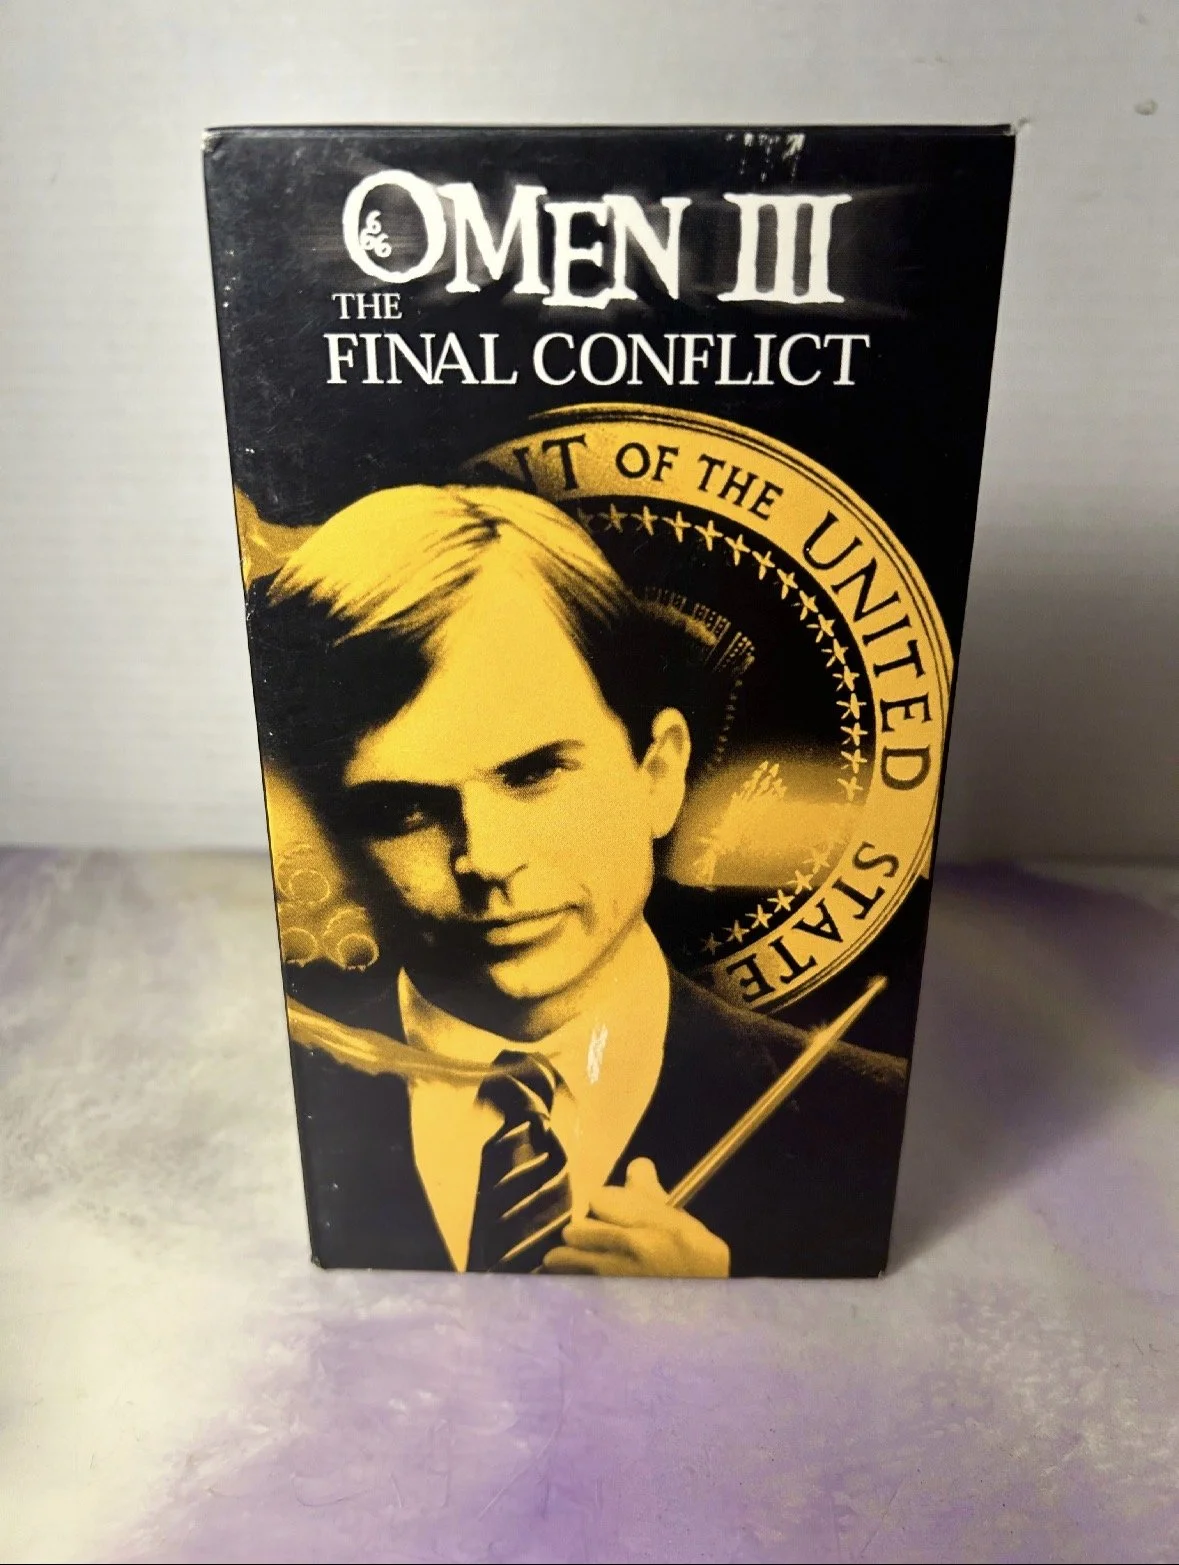 OMEN III
666
THE
FINAL CONFLICT
NT OF THE UNITED STATE